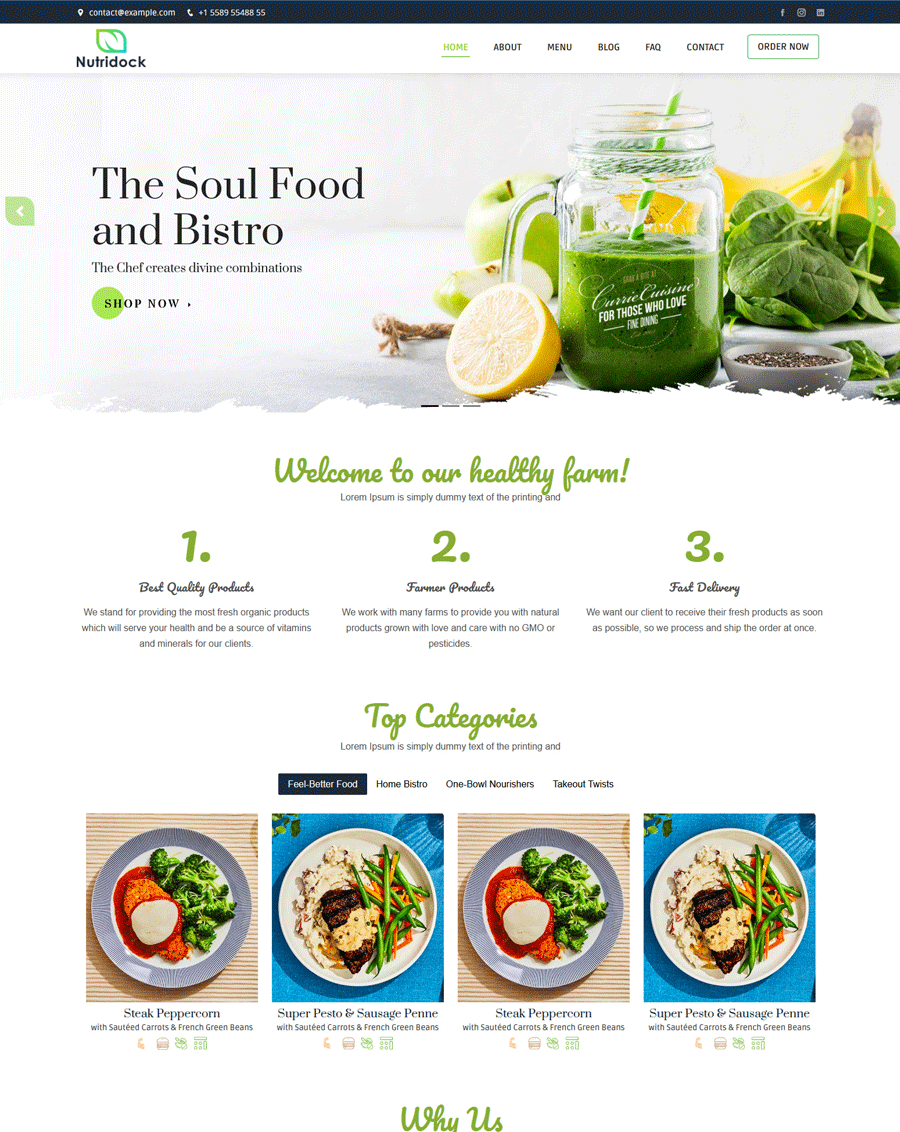 contact@example.com +1 5589 55488 55
Nutridock
HOME ABOUT MENU BLOG FAQ CONTACT ORDER NOW
The Soul Food
and Bistro
The Chef creates divine combinations
SHOP NOW
GRAB A BITE AT
CurrieCuisine
FOR THOSE WHO LOVE
FINE DINING
Welcome to our healthy farm!
Lorem Ipsum is simply dummy text of the printing and
1. 2. 3.
Best Quality Products Farmer Products Fast Delivery
We stand for providing the most fresh organic products We work with many farms to provide you with natural We want our client to receive their fresh products as soon
which will serve your health and be a source of vitamins products grown with love and care with no GMO or as possible, so we process and ship the order at once.
and minerals for our clients. pesticides.
Top Categories
Lorem Ipsum is simply dummy text of the printing and
Feel-Better Food Home Bistro One-Bowl Nourishers Takeout Twists
Steak Peppercorn Super Pesto & Sausage Penne Steak Peppercorn Super Pesto & Sausage Penne
with Sautéed Carrots & French Green Beans with Sautéed Carrots & French Green Beans with Sautéed Carrots & French Green Beans with Sautéed Carrots & French Green Beans
Why Us